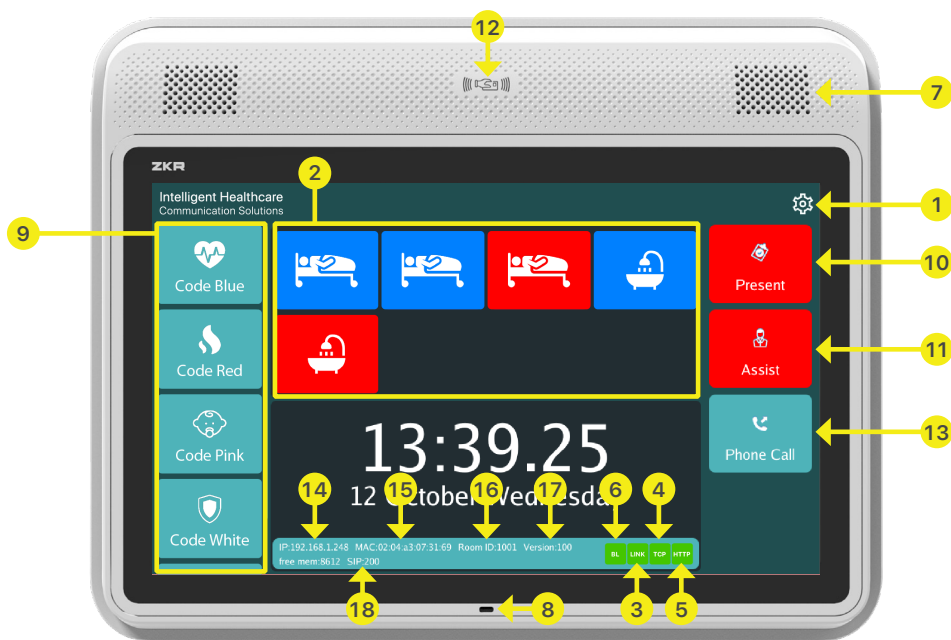 12
7
ZKR
2
Intelligent Healthcare
Communication Solutions
1
9
Code Blue
Present
10
Code Red
Assist
11
Code Pink
Phone Call
13
13:39.25
12 October Wednesday
14
15
16
17
6
4
Code White
IP:192.168.1.248 MAC:02:04:a3:07:31:69 Room ID:1001 Version:100
free mem:8612 SIP:200
BL
LINK
TCP
HTTP
18
8
3
5